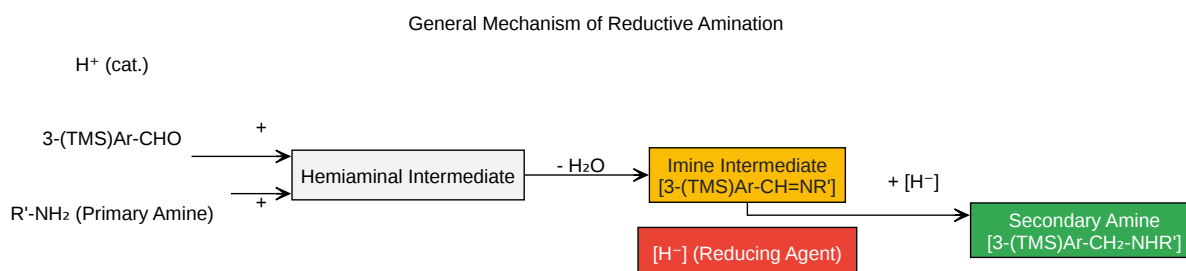 General Mechanism of Reductive Amination
H⁺ (cat.)
3-(TMS)Ar-CHO
+
R'-NH₂ (Primary Amine)
+
Hemiaminal Intermediate
- H₂O
Imine Intermediate
[3-(TMS)Ar-CH=NR']
+ [H⁻]
[H⁻] (Reducing Agent)
Secondary Amine
[3-(TMS)Ar-CH₂-NHR']